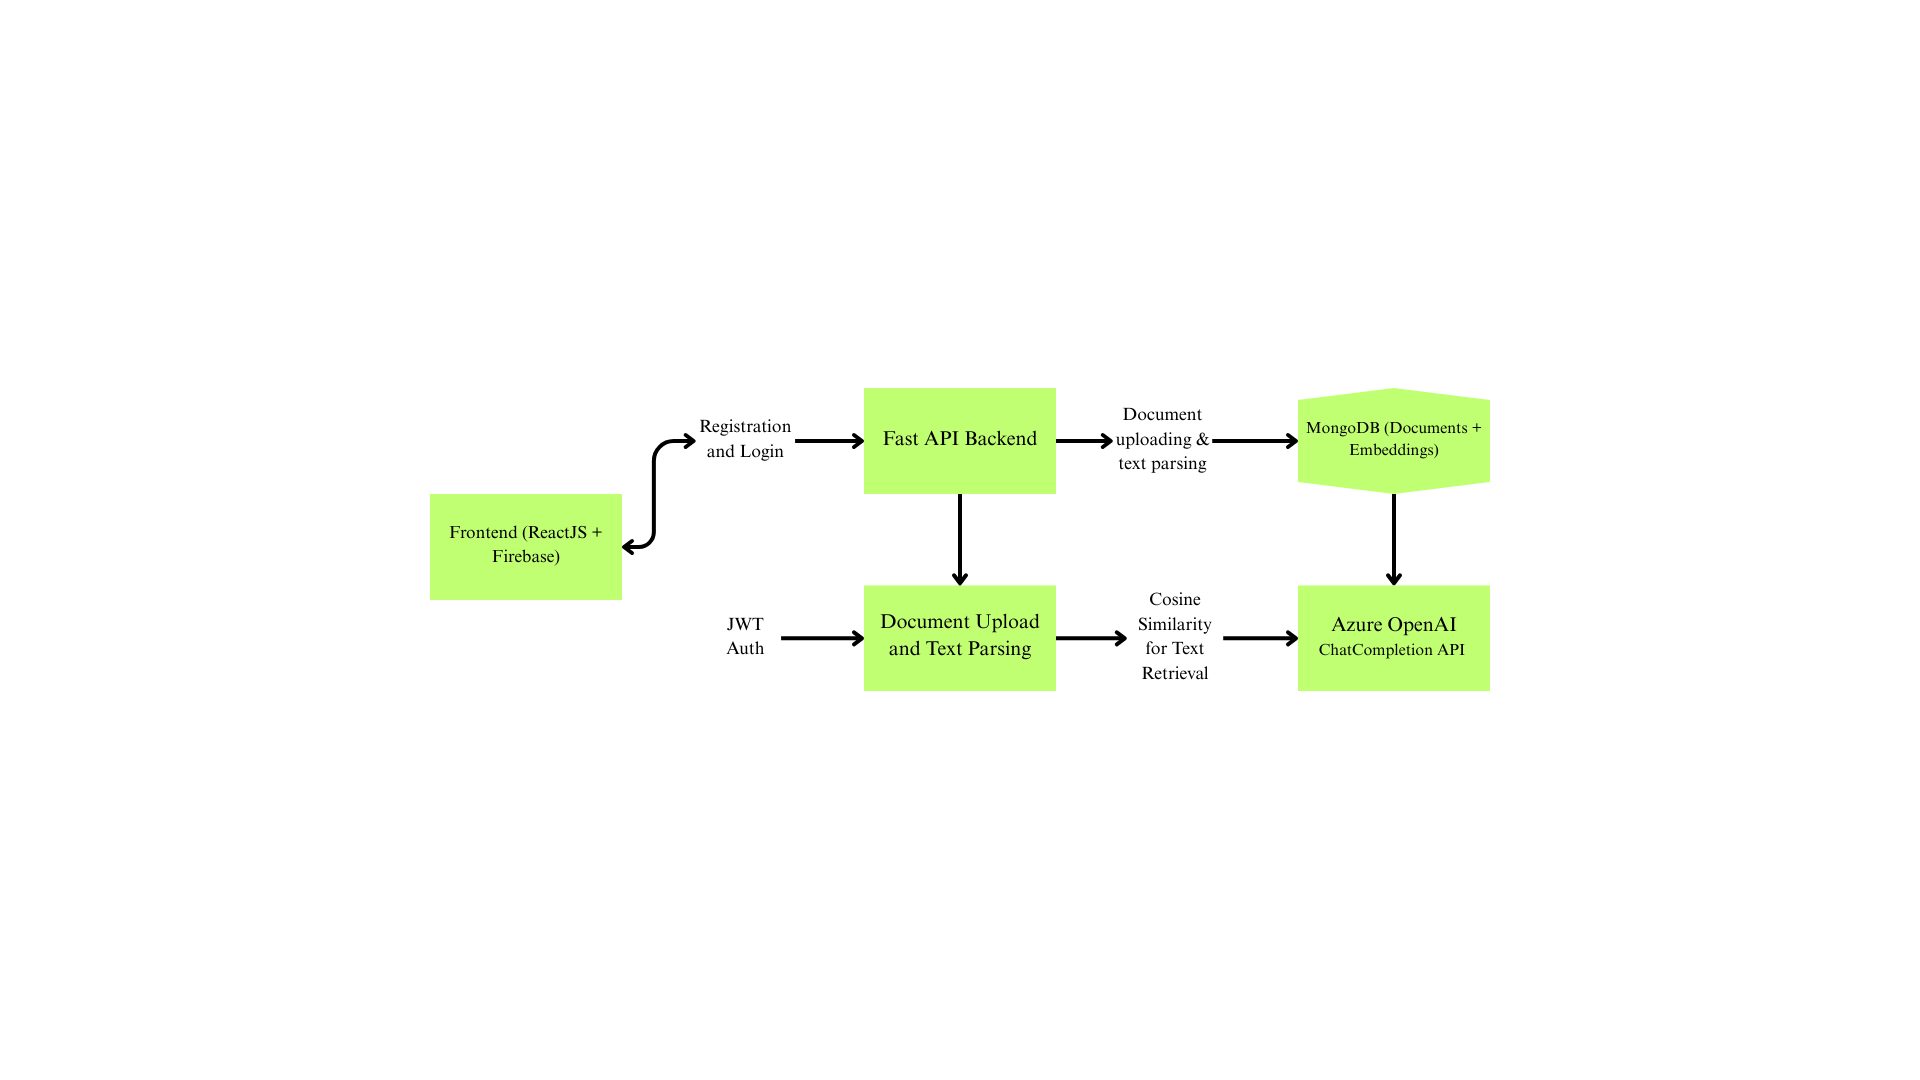 Registration
and Login
Fast API Backend
Document
uploading &
text parsing
MongoDB (Documents +
Embeddings)
Frontend (ReactJS +
Firebase)
JWT
Auth
Document Upload
and Text Parsing
Cosine
Similarity
for Text
Retrieval
Azure OpenAI
ChatCompletion API